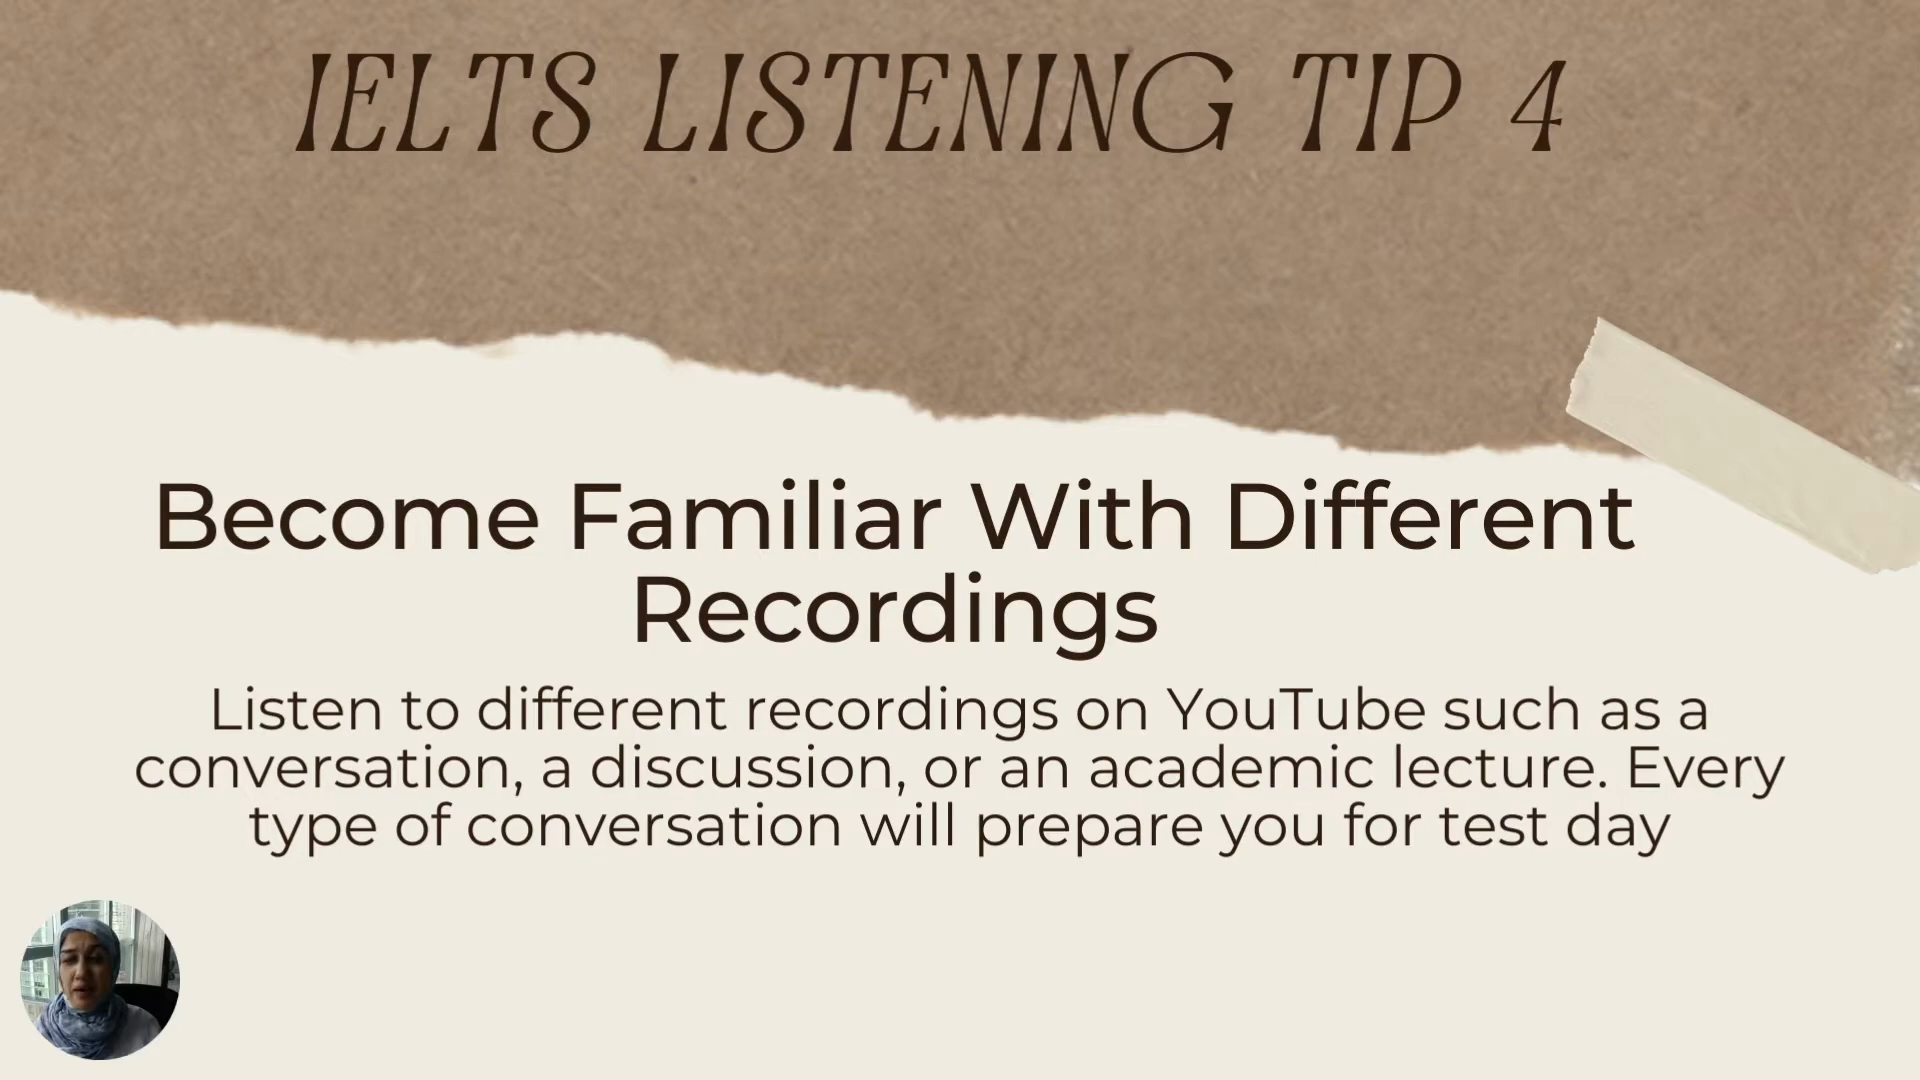 IELTS LISTENING TIP 4
Become Familiar With Different
Recordings
Listen to different recordings on YouTube such as a
conversation, a discussion, or an academic lecture. Every
type of conversation will prepare you for test day